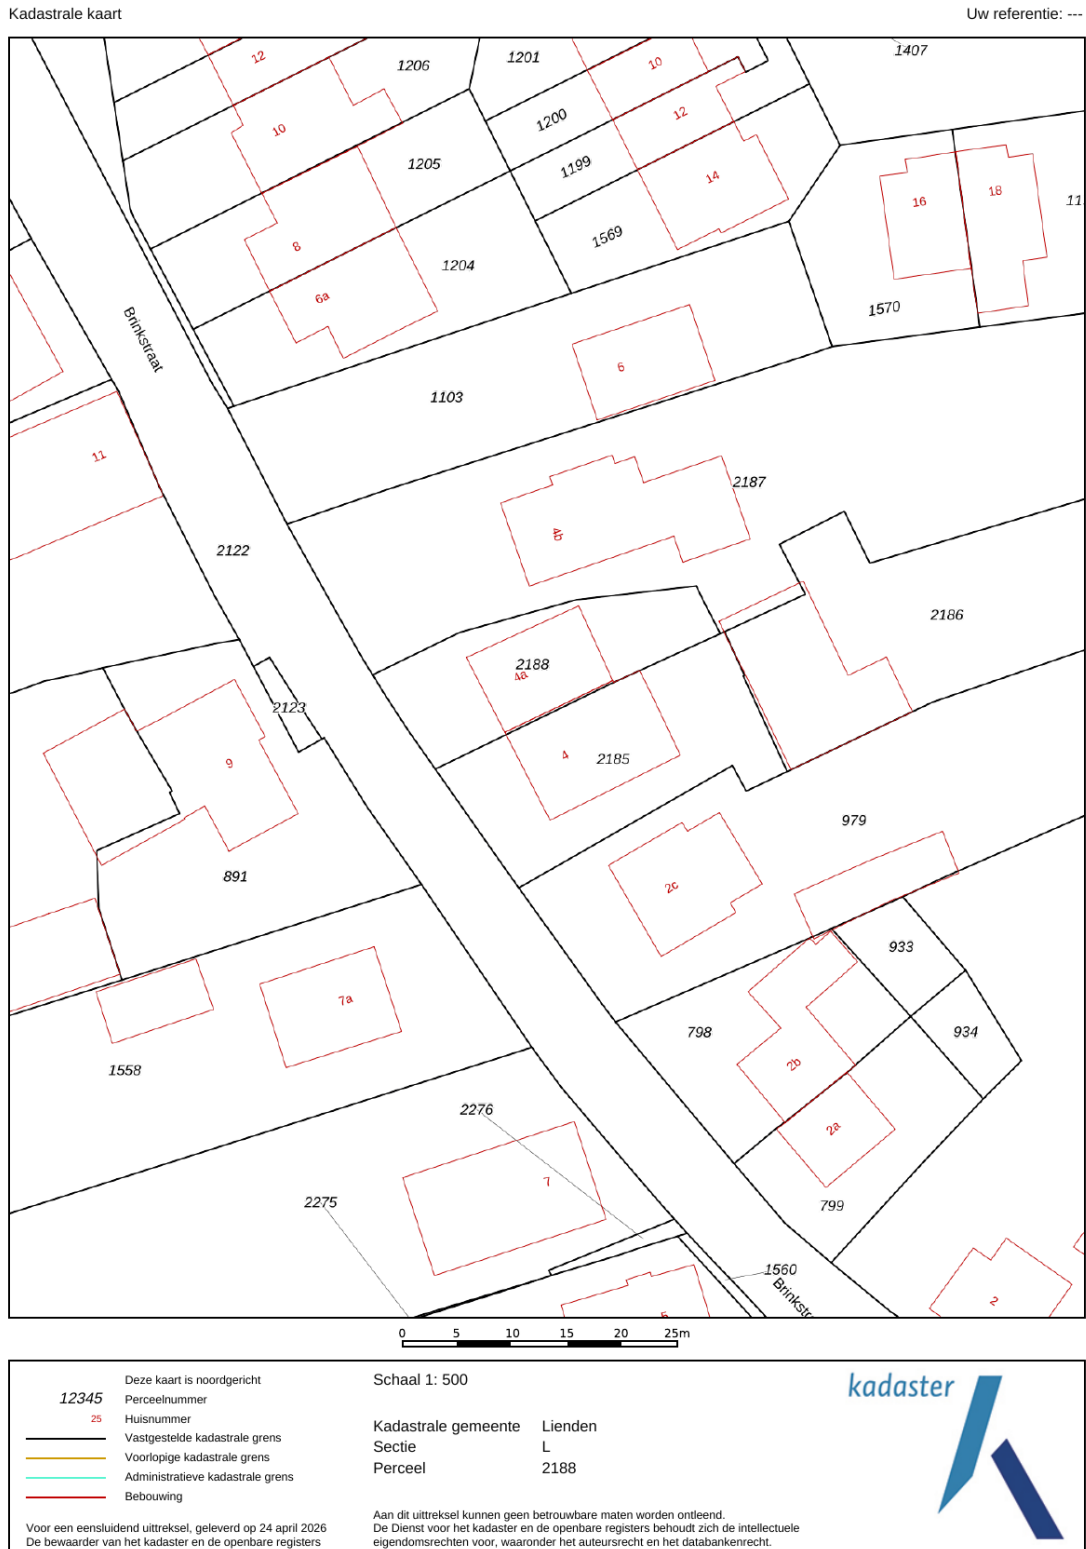 Kadastrale kaart
Uw referentie: ---
12
1206
1201
10
1407
10
1200
12
1205
1199
14
16
18
11
8
1204
1569
6a
1570
Brinkstraat
6
1103
11
2187
4b
2122
2186
2188
4a
2123
9
4
2185
979
891
2c
933
7a
798
934
2b
1558
2276
2a
7
2275
799
1560
Brinkstr
5
2
0 5 10 15 20 25m
Deze kaart is noordgericht
12345 Perceelnummer
25 Huisnummer
Vastgestelde kadastrale grens
Voorlopige kadastrale grens
Administratieve kadastrale grens
Bebouwing
Voor een eensluidend uittreksel, geleverd op 24 april 2026
De bewaarder van het kadaster en de openbare registers
Schaal 1: 500
Kadastrale gemeente Lienden
Sectie L
Perceel 2188
Aan dit uittreksel kunnen geen betrouwbare maten worden ontleend.
De Dienst voor het kadaster en de openbare registers behoudt zich de intellectuele
eigendomsrechten voor, waaronder het auteursrecht en het databankenrecht.
kadaster